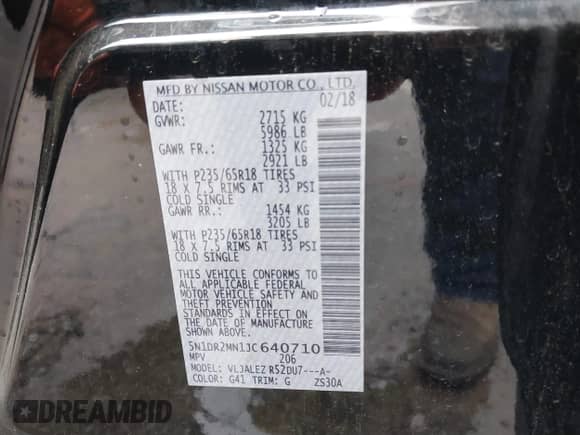 MFD BY NISSAN MOTOR CO., LTD.
DATE: 02/18
GVWR: 2715 KG
5986 LB
GAWR FR.: 1325 KG
2921 LB
WITH P235/65R18 TIRES
18 X 7.5 RIMS AT 33 PSI
COLD SINGLE
GAWR RR.: 1454 KG
3205 LB
WITH P235/65R18 TIRES
18 X 7.5 RIMS AT 33 PSI
COLD SINGLE
THIS VEHICLE CONFORMS TO
ALL APPLICABLE FEDERAL
MOTOR VEHICLE SAFETY AND
THEFT PREVENTION
STANDARDS IN EFFECT ON
THE DATE OF MANUFACTURE
SHOWN ABOVE.
5N1DR2MN1JC640710
MPV 206
MODEL: VLJALEZ R52DU7---A-
COLOR: G41 TRIM: G ZS30A
DREAMBID